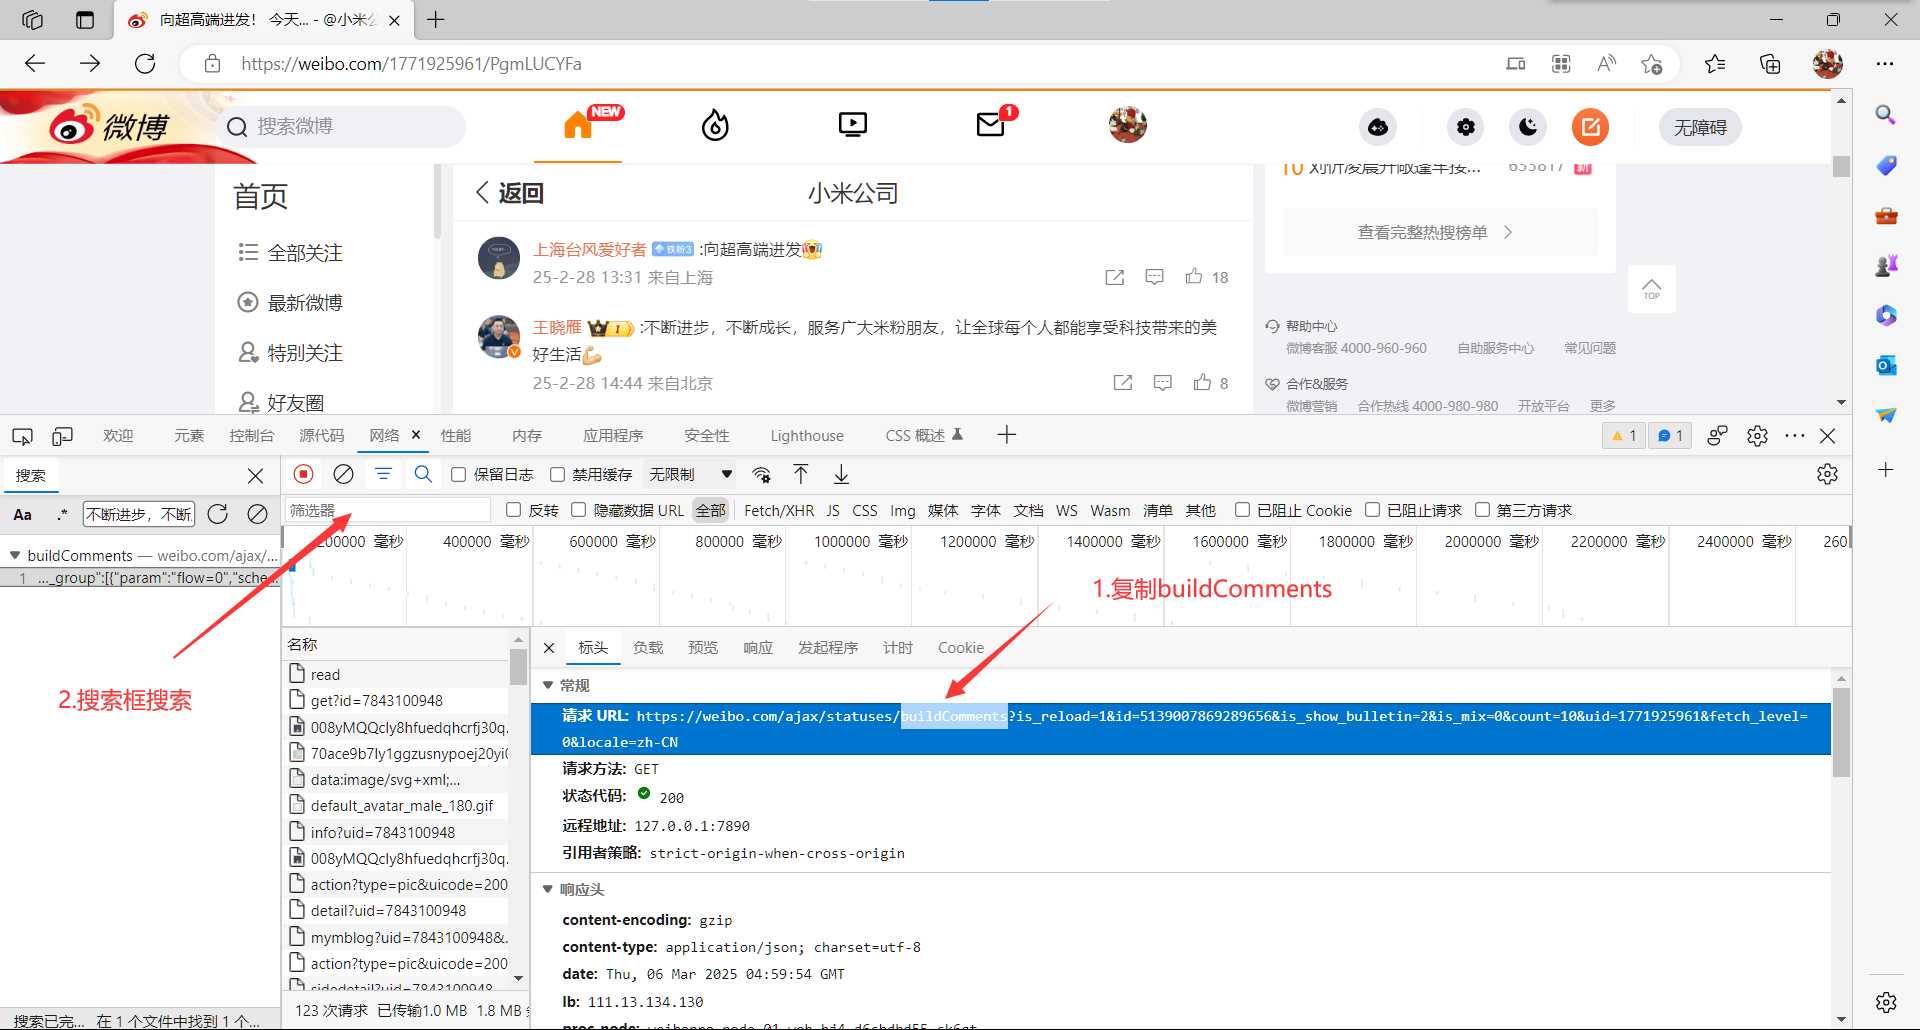 向超高端进发！ 今天... - @小米公
https://weibo.com/1771925961/PgmLUCYFa
微博
搜索微博
NEW
1
无障碍
首页
全部关注
最新微博
特别关注
好友圈
返回
小米公司
上海台风爱好者 铁粉3 :向超高端进发
25-2-28 13:31 来自上海
18
王晓雁 1 :不断进步，不断成长，服务广大米粉朋友，让全球每个人都能享受科技带来的美
好生活
25-2-28 14:44 来自北京
8
10 刘忻凌晨开敞篷车接... 新
查看完整热搜榜单
TOP
帮助中心
微博客服 4000-960-960 自助服务中心 常见问题
合作&服务
微博营销 合作热线 4000-980-980 开放平台 更多
欢迎 元素 控制台 源代码 网络 性能 内存 应用程序 安全性 Lighthouse CSS 概述
1 1
搜索
保留日志 禁用缓存 无限制
Aa .* 不断进步，不断
筛选器 反转 隐藏数据 URL 全部 Fetch/XHR JS CSS Img 媒体 字体 文档 WS Wasm 清单 其他 已阻止 Cookie 已阻止请求 第三方请求
200000 毫秒 400000 毫秒 600000 毫秒 800000 毫秒 1000000 毫秒 1200000 毫秒 1400000 毫秒 1600000 毫秒 1800000 毫秒 2000000 毫秒 2200000 毫秒 2400000 毫秒 260
buildComments — weibo.com/ajax/...
1 ..._group":[{"param":"flow=0","sche...
1.复制buildComments
2.搜索框搜索
名称
read
get?id=7843100948
008yMQQcly8hfuedqhcrfj30q.
70ace9b7ly1ggzusnypoej20yi0
data:image/svg+xml;...
default_avatar_male_180.gif
info?uid=7843100948
008yMQQcly8hfuedqhcrfj30q.
action?type=pic&uicode=200
detail?uid=7843100948
mymblog?uid=7843100948&.
action?type=pic&uicode=200
sidedetail?uid=7843100948
标头 负载 预览 响应 发起程序 计时 Cookie
常规
请求 URL: https://weibo.com/ajax/statuses/buildComments?is_reload=1&id=5139007869289656&is_show_bulletin=2&is_mix=0&count=10&uid=1771925961&fetch_level=
0&locale=zh-CN
请求方法: GET
状态代码: 200
远程地址: 127.0.0.1:7890
引用者策略: strict-origin-when-cross-origin
响应头
content-encoding: gzip
content-type: application/json; charset=utf-8
date: Thu, 06 Mar 2025 04:59:54 GMT
lb: 111.13.134.130
搜索已完... 在 1 个文件中找到 1 个...
123 次请求 已传输1.0 MB 1.8 MB